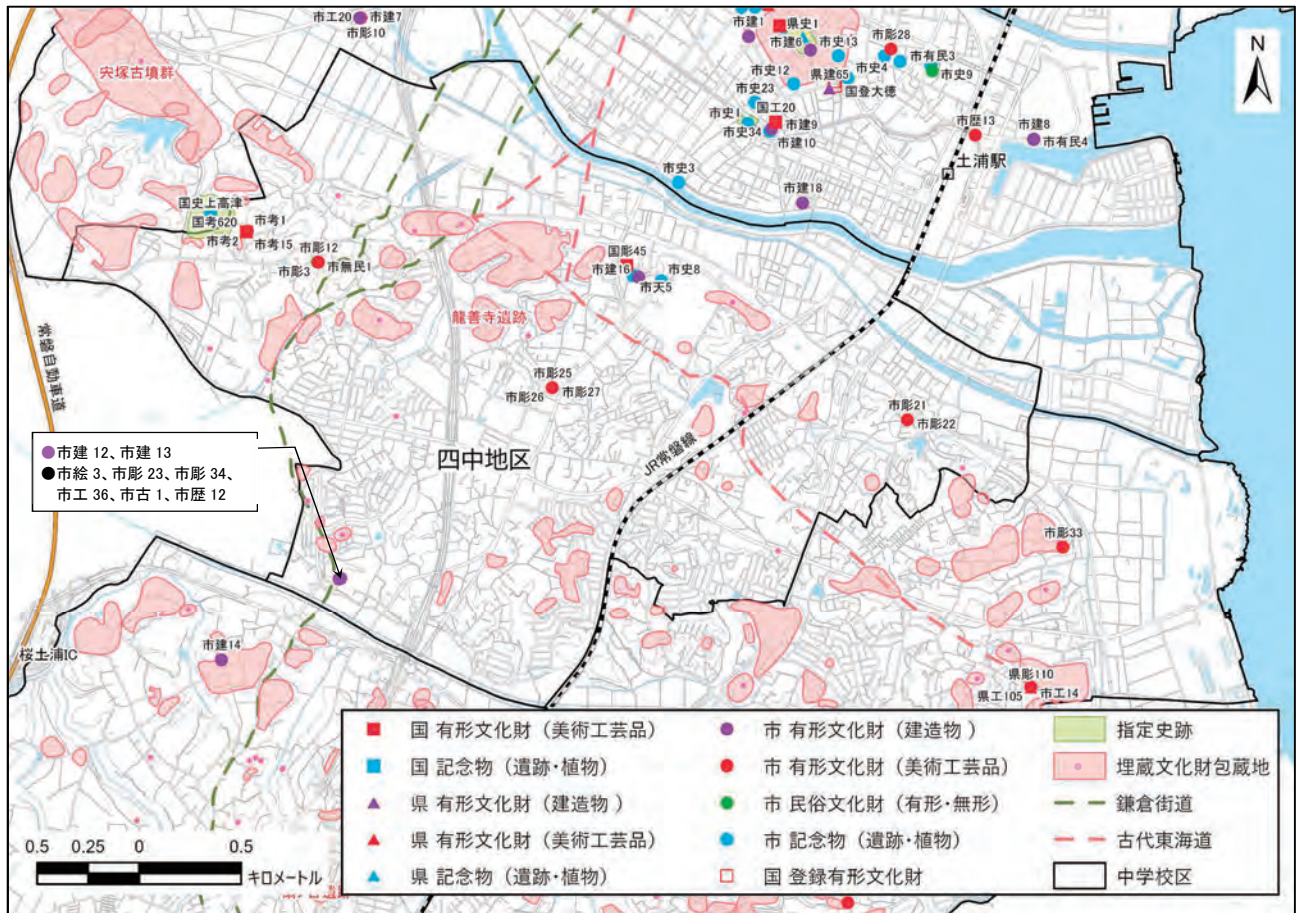 市工20
市建7
市彫10
宍塚古墳群
市建1
県史1
市建6
市史13
市彫28
市有民3
市史4
市史9
市史12
県建65
国登大徳
市史23
市史1
国工20
市建9
市史34
市建10
市歴13
市建8
市有民4
土浦駅
N
市史3
市建18
国史上高津
国考620
市考1
市考2
市考15
市彫12
市彫3
市無民1
国彫45
市建16
市史8
市天5
龍善寺遺跡
常磐自動車道
市彫25
市彫26
市彫27
市彫21
市彫22
四中地区
JR常磐線
●市建 12、市建 13
●市絵 3、市彫 23、市彫 34、
市工 36、市古 1、市歴 12
市彫33
市建14
桜土浦IC
県彫110
県工105
市工14
国 有形文化財（美術工芸品）
国 記念物（遺跡・植物）
県 有形文化財（建造物 ）
県 有形文化財（美術工芸品）
県 記念物（遺跡・植物）
市 有形文化財（建造物 ）
市 有形文化財（美術工芸品）
市 民俗文化財（有形・無形）
市 記念物（遺跡・植物）
国 登録有形文化財
指定史跡
埋蔵文化財包蔵地
鎌倉街道
古代東海道
中学校区
0.5 0.25 0 0.5
キロメートル